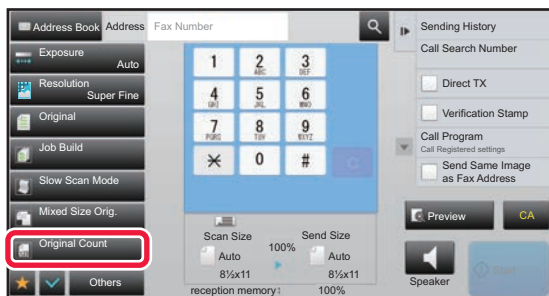 Address Book Address Fax Number
Exposure
Auto
Resolution
Super Fine
Original
Job Build
Slow Scan Mode
Mixed Size Orig.
Original Count
Others
1 2 3
ABC DEF
4 5 6
GHI JKL MNO
7 8 9
PQRS TUV WXYZ
0 #
C
Scan Size
100%
Send Size
Auto
Auto
8½x11
8½x11
reception memory:
100%
Sending History
Call Search Number
Direct TX
Verification Stamp
Call Program
Call Registered settings
Send Same Image
as Fax Address
Preview
CA
Speaker
Start